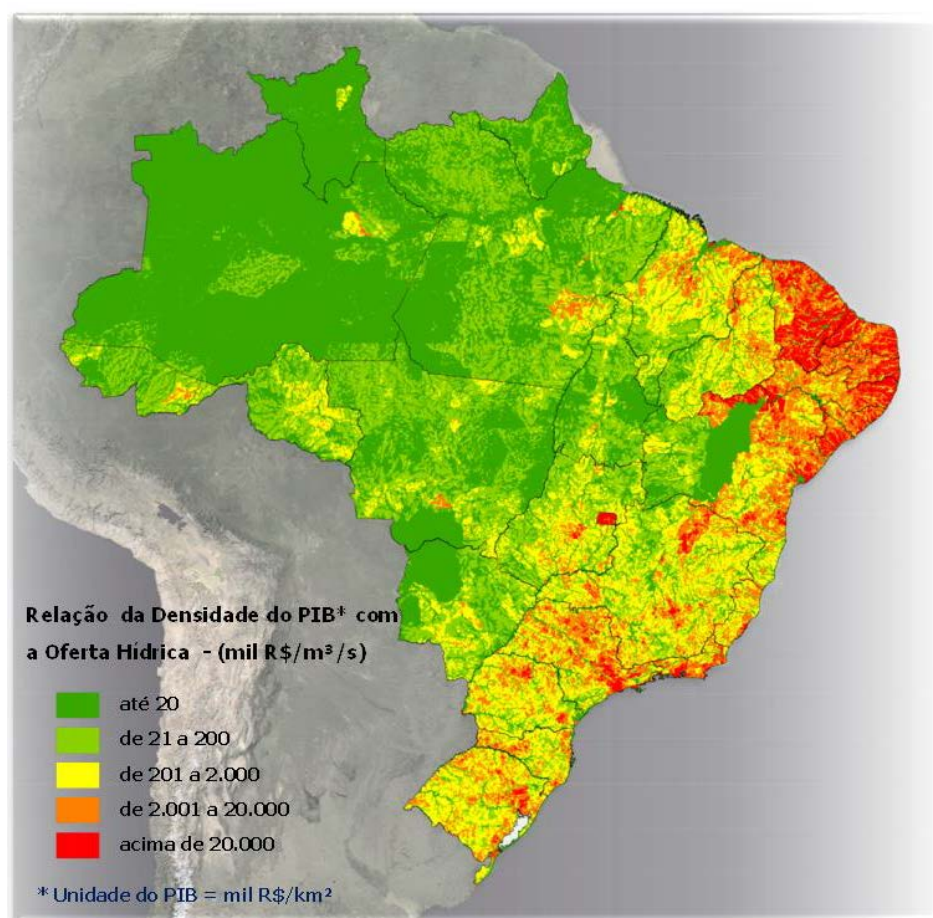 Relação da Densidade do PIB* com
a Oferta Hídrica - (mil R$/m³/s)
até 20
de 21 a 200
de 201 a 2.000
de 2.001 a 20.000
acima de 20.000
* Unidade do PIB = mil R$/km²